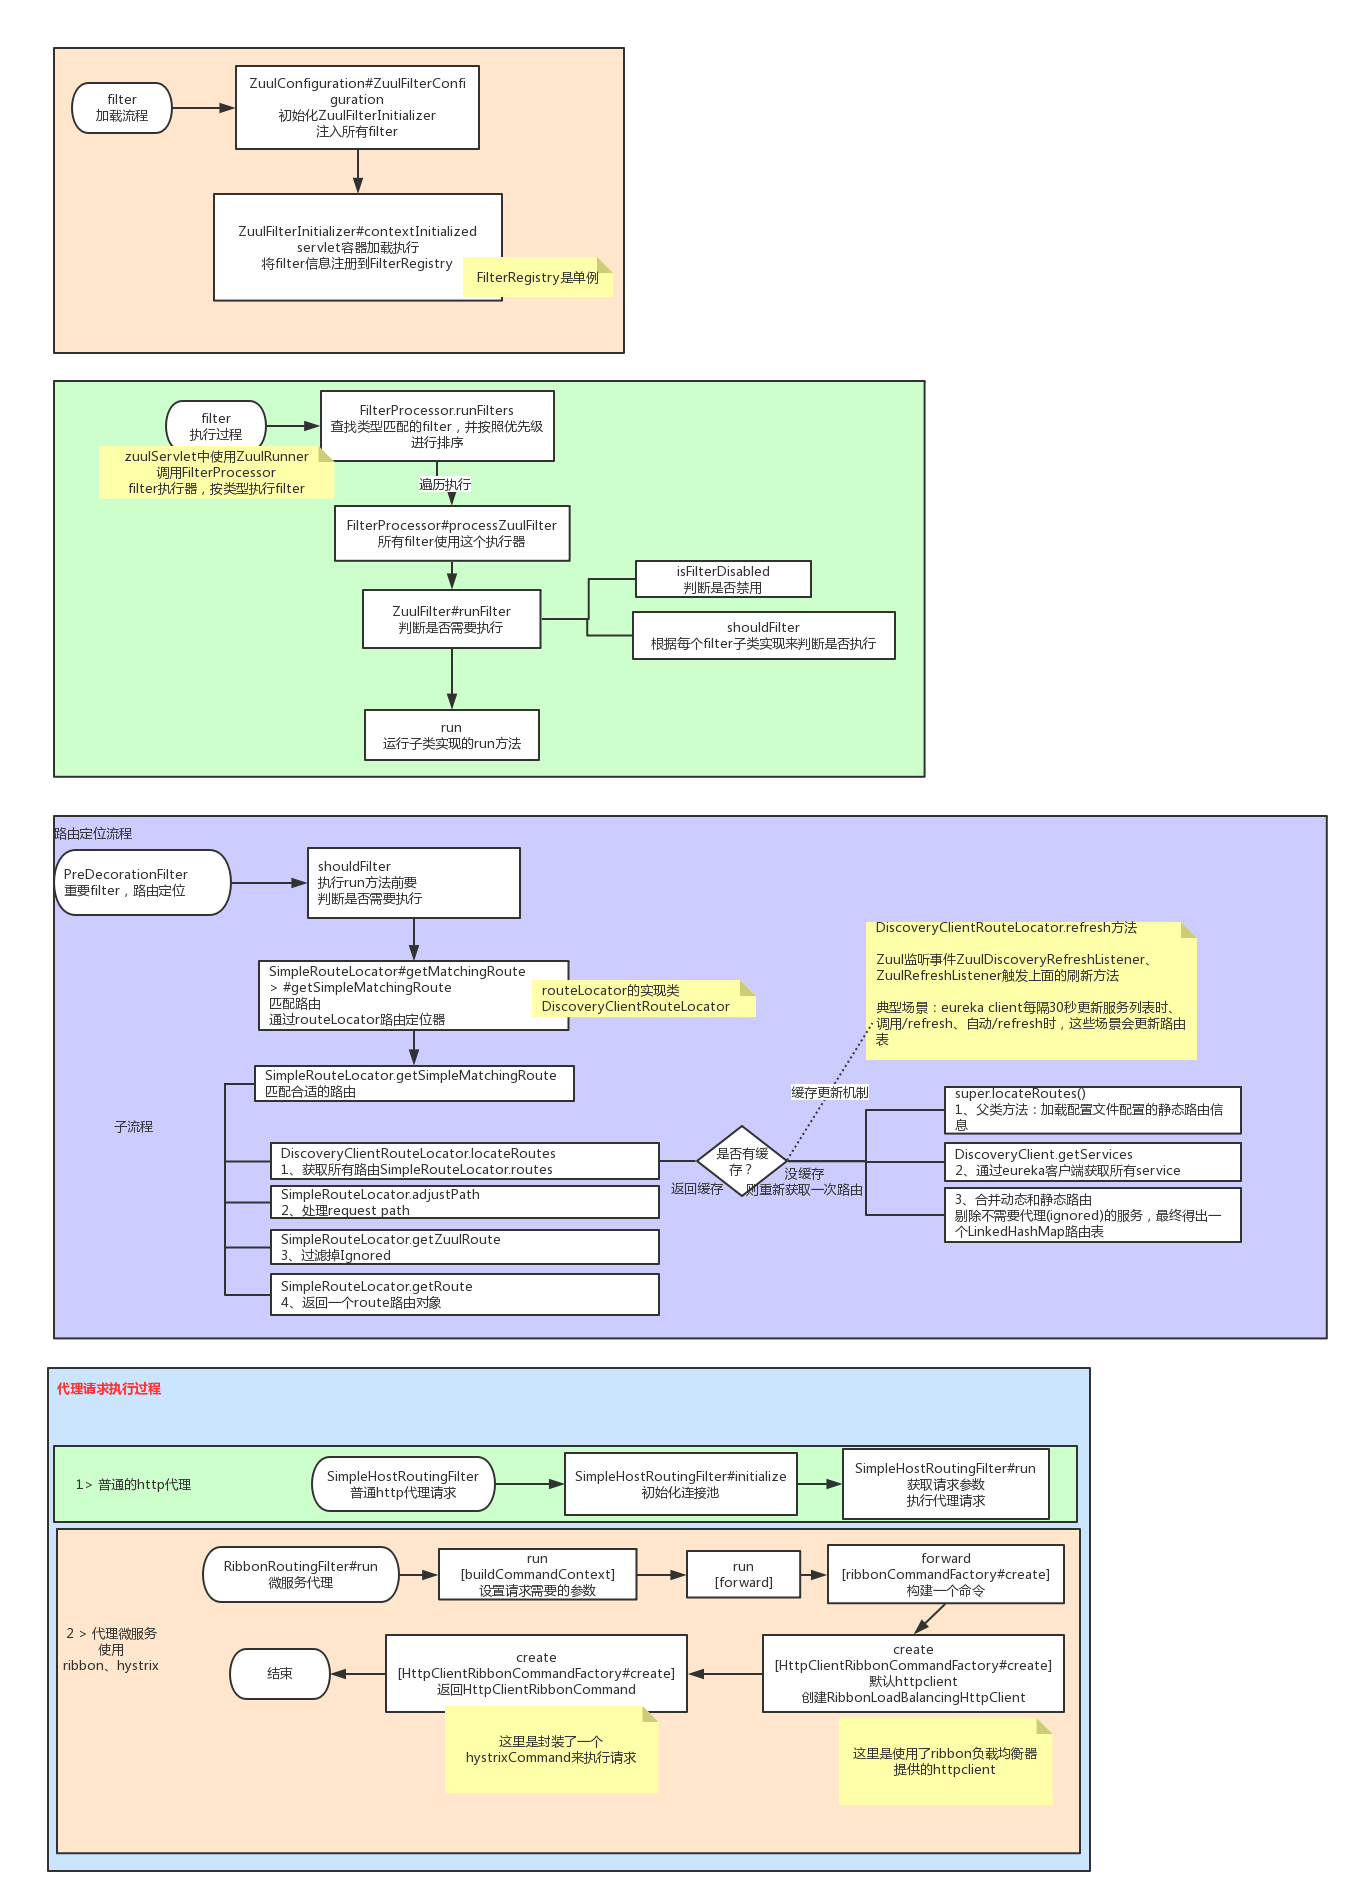 filter
加载流程
ZuulConfiguration#ZuulFilterConfi
guration
初始化ZuulFilterInitializer
注入所有filter
ZuulFilterInitializer#contextInitialized
servlet容器加载执行
将filter信息注册到FilterRegistry
FilterRegistry是单例
filter
执行过程
zuulServlet中使用ZuulRunner
调用FilterProcessor
filter执行器，按类型执行filter
FilterProcessor.runFilters
查找类型匹配的filter，并按照优先级
进行排序
遍历执行
FilterProcessor#processZuulFilter
所有filter使用这个执行器
ZuulFilter#runFilter
判断是否需要执行
isFilterDisabled
判断是否禁用
shouldFilter
根据每个filter子类实现来判断是否执行
run
运行子类实现的run方法
路由定位流程
PreDecorationFilter
重要filter，路由定位
shouldFilter
执行run方法前要
判断是否需要执行
SimpleRouteLocator#getMatchingRoute
> #getSimpleMatchingRoute
匹配路由
通过routeLocator路由定位器
routeLocator的实现类
DiscoveryClientRouteLocator
DiscoveryClientRouteLocator.refresh方法
Zuul监听事件ZuulDiscoveryRefreshListener、
ZuulRefreshListener触发上面的刷新方法
典型场景：eureka client每隔30秒更新服务列表时、
调用/refresh、自动/refresh时，这些场景会更新路由
表
SimpleRouteLocator.getSimpleMatchingRoute
匹配合适的路由
子流程
缓存更新机制
DiscoveryClientRouteLocator.locateRoutes
1、获取所有路由SimpleRouteLocator.routes
SimpleRouteLocator.adjustPath
2、处理request path
SimpleRouteLocator.getZuulRoute
3、过滤掉Ignored
SimpleRouteLocator.getRoute
4、返回一个route路由对象
是否有缓
存？
返回缓存
没缓存
则重新获取一次路由
super.locateRoutes()
1、父类方法：加载配置文件配置的静态路由信
息
DiscoveryClient.getServices
2、通过eureka客户端获取所有service
3、合并动态和静态路由
剔除不需要代理(ignored)的服务，最终得出一
个LinkedHashMap路由表
代理请求执行过程
1> 普通的http代理
SimpleHostRoutingFilter
普通http代理请求
SimpleHostRoutingFilter#initialize
初始化连接池
SimpleHostRoutingFilter#run
获取请求参数
执行代理请求
2 > 代理微服务
使用
ribbon、hystrix
RibbonRoutingFilter#run
微服务代理
run
[buildCommandContext]
设置请求需要的参数
run
[forward]
forward
[ribbonCommandFactory#create]
构建一个命令
create
[HttpClientRibbonCommandFactory#create]
默认httpclient
创建RibbonLoadBalancingHttpClient
这里是使用了ribbon负载均衡器
提供的httpclient
create
[HttpClientRibbonCommandFactory#create]
返回HttpClientRibbonCommand
这里是封装了一个
hystrixCommand来执行请求
结束